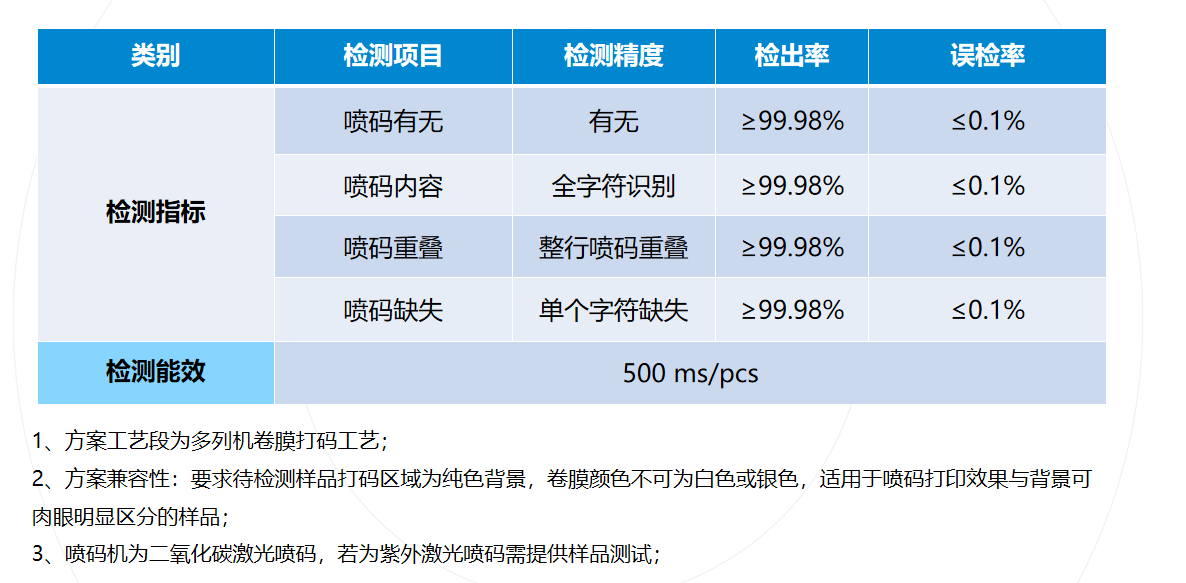 类别 检测项目 检测精度 检出率 误检率
喷码有无 有无 ≥99.98% ≤0.1%
喷码内容 全字符识别 ≥99.98% ≤0.1%
检测指标
喷码重叠 整行喷码重叠 ≥99.98% ≤0.1%
喷码缺失 单个字符缺失 ≥99.98% ≤0.1%
检测能效 500 ms/pcs
1、方案工艺段为多列机卷膜打码工艺；
2、方案兼容性：要求待检测样品打码区域为纯色背景，卷膜颜色不可为白色或银色，适用于喷码打印效果与背景可
肉眼明显区分的样品；
3、喷码机为二氧化碳激光喷码，若为紫外激光喷码需提供样品测试；